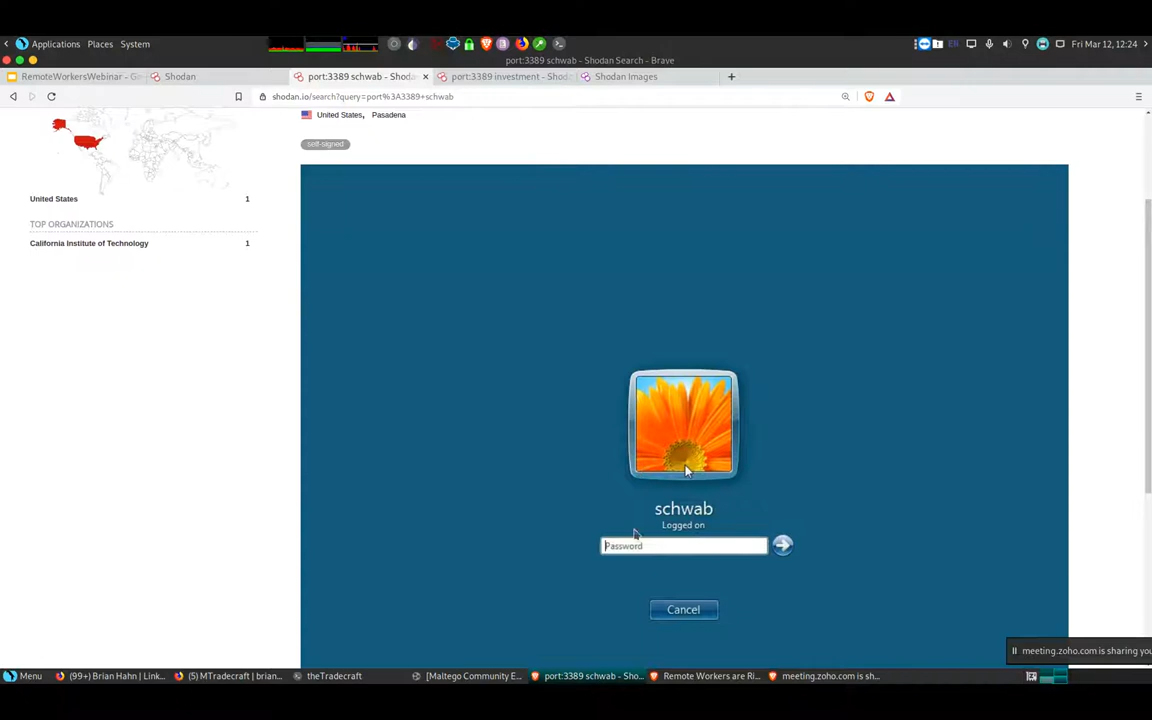 Applications Places System
EN
Fri Mar 12, 12:24
port:3389 schwab - Shodan Search - Brave
RemoteWorkersWebinar - Go
Shodan
port:3389 schwab - Shoda
port:3389 investment - Shoda
Shodan Images
shodan.io/search?query=port%3A3389+schwab
United States, Pasadena
self-signed
United States 1
TOP ORGANIZATIONS
California Institute of Technology 1
schwab
Logged on
Password
Cancel
meeting.zoho.com is sharing you
Menu
(99+) Brian Hahn | Link...
(5) MTradecraft | brian...
theTradecraft
[Maltego Community E...
port:3389 schwab - Sho...
Remote Workers are Ri...
meeting.zoho.com is sh...